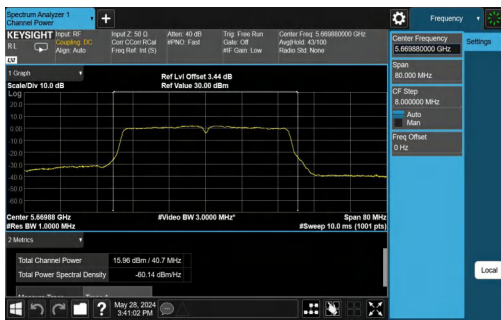 Spectrum Analyzer 1
Channel Power
Frequency
KEYSIGHT
Input: RF
Coupling: DC
Align: Auto
Input Z: 50 Ω
Corr CCorr RCal
Freq Ref: Int (S)
Atten: 40 dB
#PNO: Fast
Trig: Free Run
Gate: Off
#IF Gain: Low
Center Freq: 5.669880000 GHz
Avg|Hold: 43/100
Radio Std: None
RL
LXI
Center Frequency
5.669880000 GHz
Settings
Span
80.000 MHz
CF Step
8.000000 MHz
Auto
Man
Freq Offset
0 Hz
1 Graph
Scale/Div 10.0 dB
Ref Lvl Offset 3.44 dB
Ref Value 30.00 dBm
Log
20.0
10.0
0.00
-10.0
-20.0
-30.0
-40.0
-50.0
-60.0
Center 5.66988 GHz
#Res BW 1.0000 MHz
#Video BW 3.0000 MHz*
Span 80 MHz
#Sweep 10.0 ms (1001 pts)
2 Metrics
Total Channel Power
15.96 dBm / 40.7 MHz
Total Power Spectral Density
-60.14 dBm/Hz
Local
?
May 28, 2024
3:41:02 PM